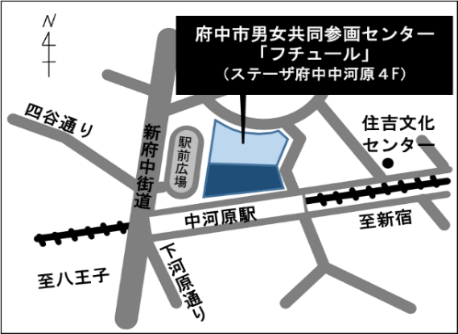 N
4
府中市男女共同参画センター
「フチュール」
(ステーザ府中中河原4F)
四谷通り
新府中街道
駅前広場
住吉文化
センター
中河原駅
至新宿
至八王子
下河原通り